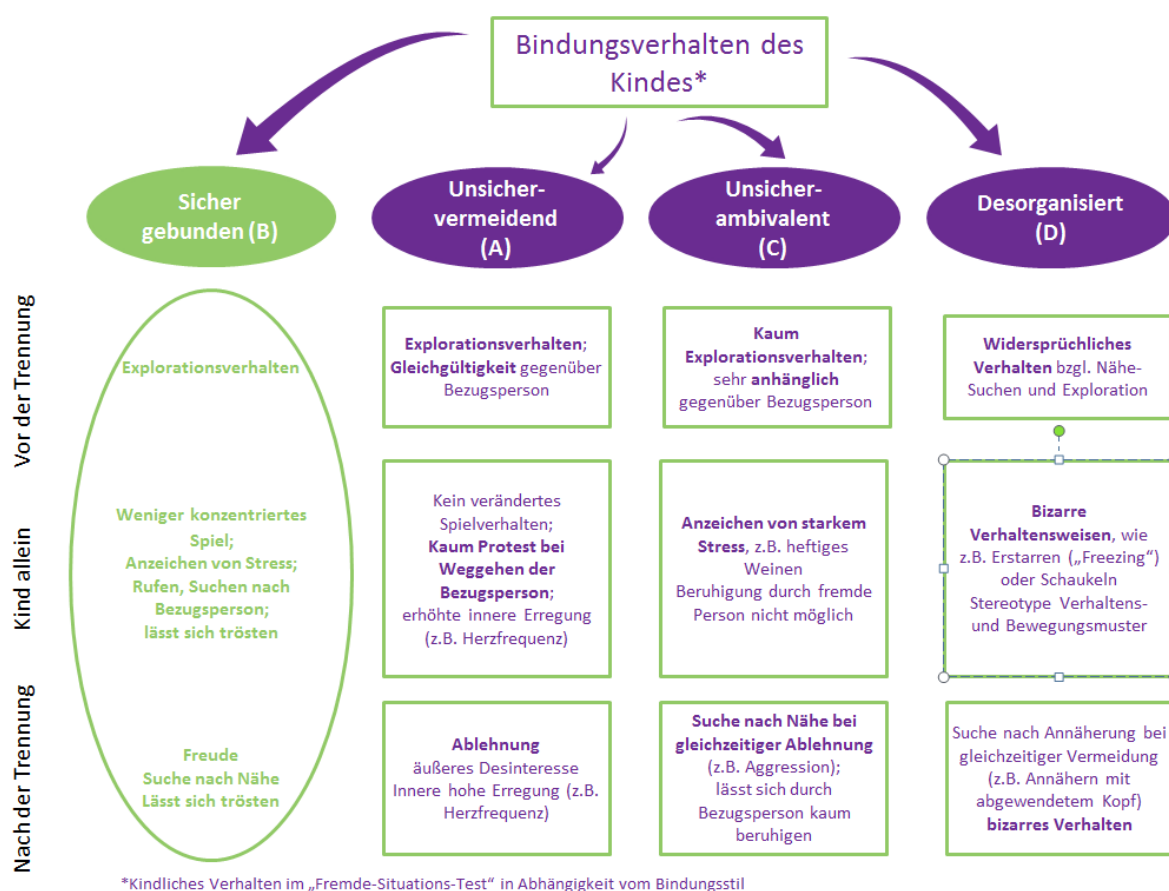 Bindungsverhalten des
Kindes*
Sicher
gebunden (B)
Unsicher-
vermeidend
(A)
Unsicher-
ambivalent
(C)
Desorganisiert
(D)
Vor der Trennung
Explorationsverhalten
Explorationsverhalten;
Gleichgültigkeit gegenüber
Bezugsperson
Kaum
Explorationsverhalten;
sehr anhänglich
gegenüber Bezugsperson
Widersprüchliches
Verhalten bzgl. Nähe-
Suchen und Exploration
Kind allein
Weniger konzentriertes
Spiel;
Anzeichen von Stress;
Rufen, Suchen nach
Bezugsperson;
lässt sich trösten
Kein verändertes
Spielverhalten;
Kaum Protest bei
Weggehen der
Bezugsperson;
erhöhte innere Erregung
(z.B. Herzfrequenz)
Anzeichen von starkem
Stress, z.B. heftiges
Weinen
Beruhigung durch fremde
Person nicht möglich
Bizarre
Verhaltensweisen, wie
z.B. Erstarren („Freezing“)
oder Schaukeln
Stereotype Verhaltens-
und Bewegungsmuster
Nach der Trennung
Freude
Suche nach Nähe
Lässt sich trösten
Ablehnung
äußeres Desinteresse
Innere hohe Erregung (z.B.
Herzfrequenz)
Suche nach Nähe bei
gleichzeitiger Ablehnung
(z.B. Aggression);
lässt sich durch
Bezugsperson kaum
beruhigen
Suche nach Annäherung bei
gleichzeitiger Vermeidung
(z.B. Annähern mit
abgewendetem Kopf)
bizarres Verhalten
*Kindliches Verhalten im „Fremde-Situations-Test“ in Abhängigkeit vom Bindungsstil